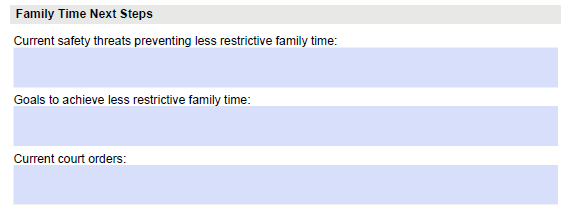 Family Time Next Steps
Current safety threats preventing less restrictive family time:
Goals to achieve less restrictive family time:
Current court orders: